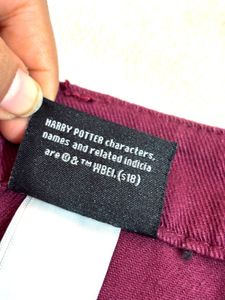 HARRY POTTER characters,
names and related indicia
are © & ™ WBEI. (s18)